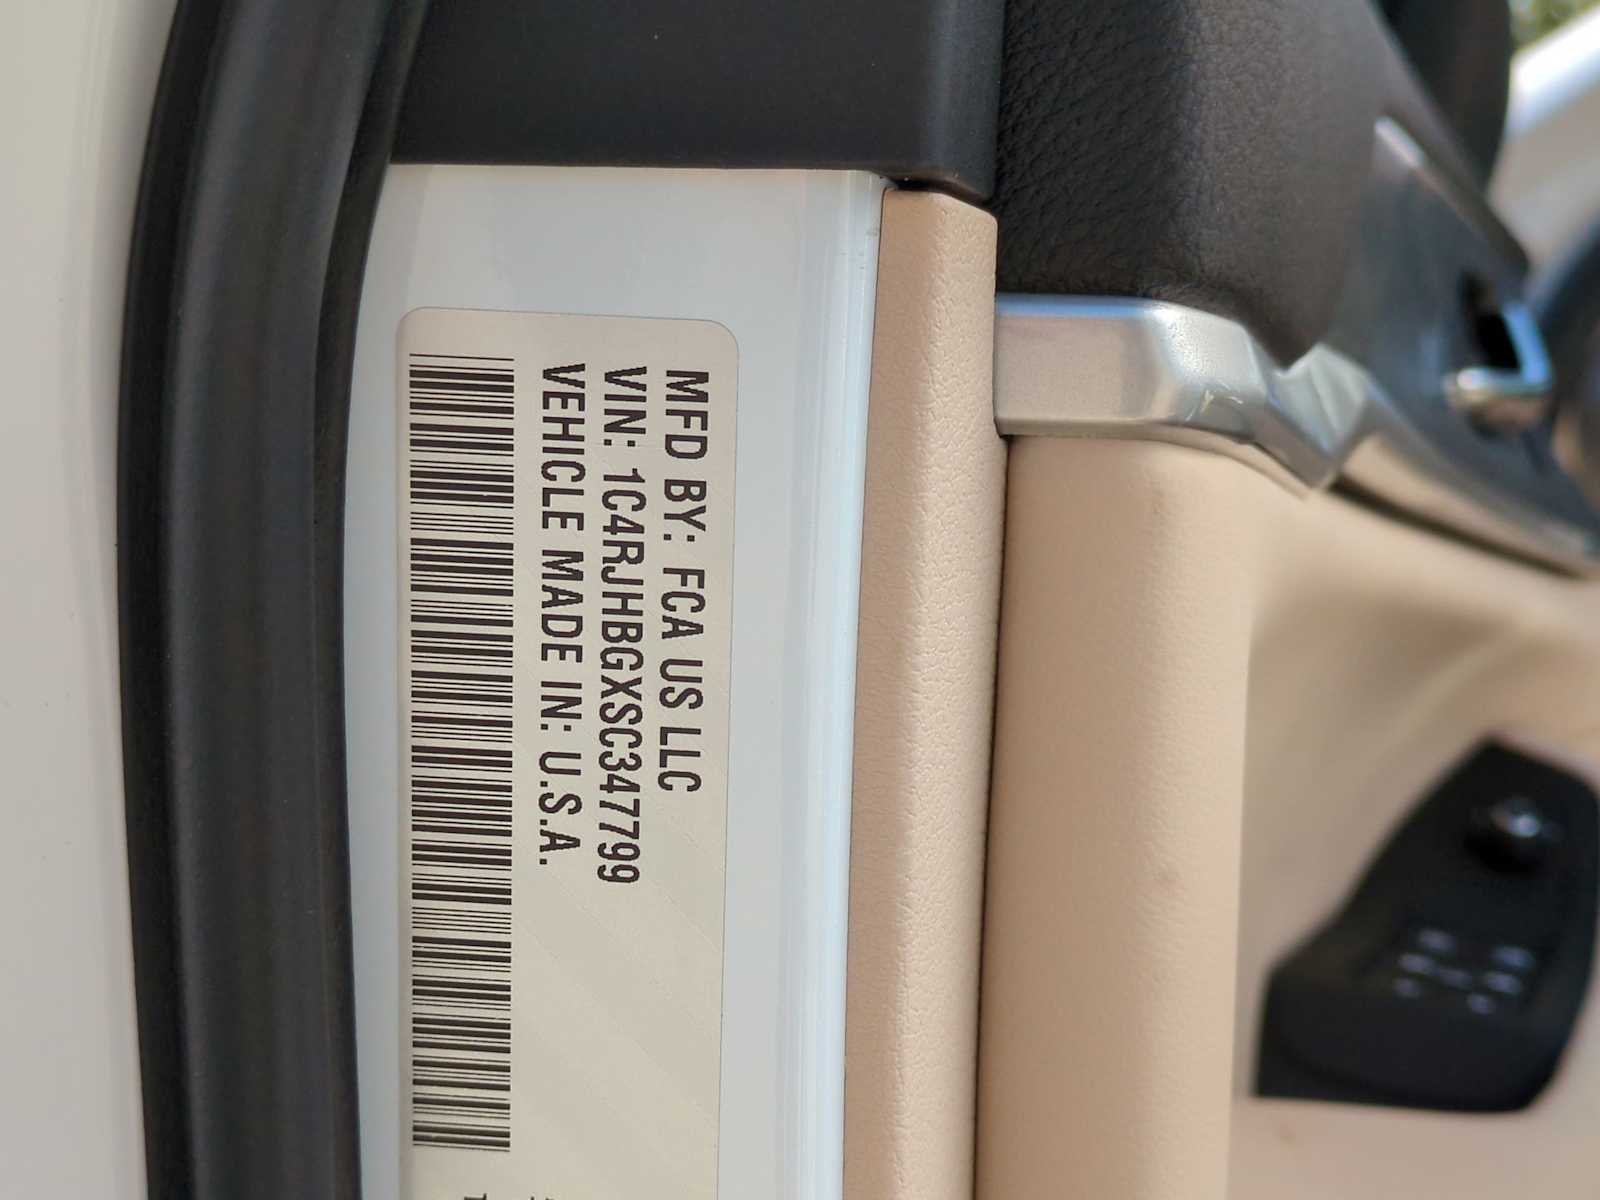 MFD BY: FCA US LLC
VIN: 1C4RJHBGXSC347799
VEHICLE MADE IN: U.S.A.